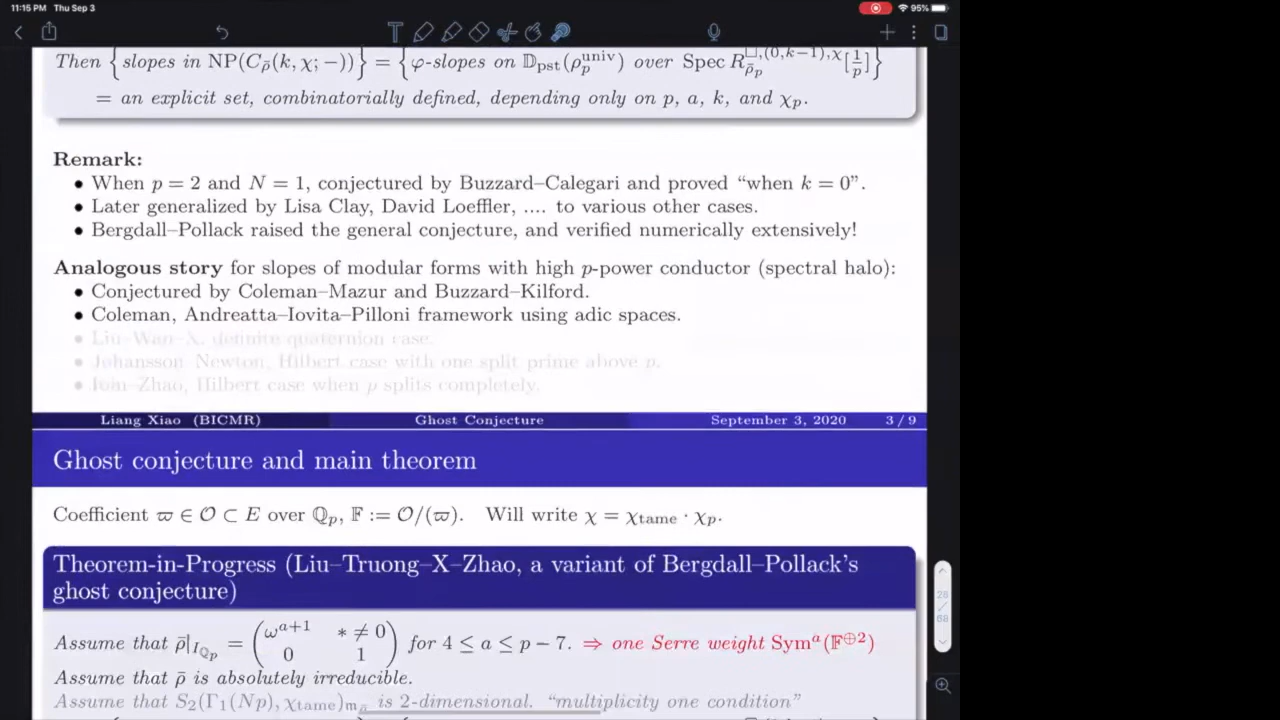 11:15 PM Thu Sep 3
95%
Then { slopes in NP(C_ρ̄(k, χ; −)) } = { φ-slopes on 𝔻_pst(ρ_p^univ) over Spec R_ρ̄_p^{□,(0,k−1),χ}[1/p] }
= an explicit set, combinatorially defined, depending only on p, a, k, and χ_p.
Remark:
• When p = 2 and N = 1, conjectured by Buzzard–Calegari and proved “when k = 0”.
• Later generalized by Lisa Clay, David Loeffler, .... to various other cases.
• Bergdall–Pollack raised the general conjecture, and verified numerically extensively!
Analogous story for slopes of modular forms with high p-power conductor (spectral halo):
• Conjectured by Coleman–Mazur and Buzzard–Kilford.
• Coleman, Andreatta–Iovita–Pilloni framework using adic spaces.
• Liu–Wan–X, definite quaternion case.
• Johansson–Newton, Hilbert case with one split prime above p.
• Zhao, Hilbert case when p splits completely.
Liang Xiao (BICMR) Ghost Conjecture September 3, 2020 3 / 9
Ghost conjecture and main theorem
Coefficient ϖ ∈ 𝒪 ⊂ E over ℚ_p, 𝔽 := 𝒪/(ϖ). Will write χ = χ_tame · χ_p.
Theorem-in-Progress (Liu–Truong–X–Zhao, a variant of Bergdall–Pollack’s
ghost conjecture)
Assume that ρ̄|_{I_ℚ_p} = (ω^{a+1} * ≠ 0 0 1) for 4 ≤ a ≤ p − 7. ⇒ one Serre weight Sym^a(𝔽^{⊕2})
Assume that ρ̄ is absolutely irreducible.
Assume that S_2(Γ_1(Np), χ_tame)_{𝔪_ρ̄} is 2-dimensional. “multiplicity one condition”
28
/
68